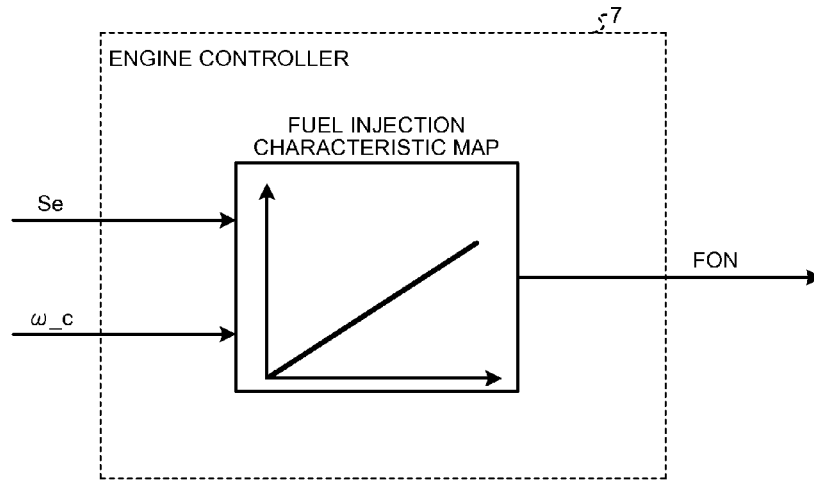 7
ENGINE CONTROLLER
FUEL INJECTION
CHARACTERISTIC MAP
Se
FON
ω_c